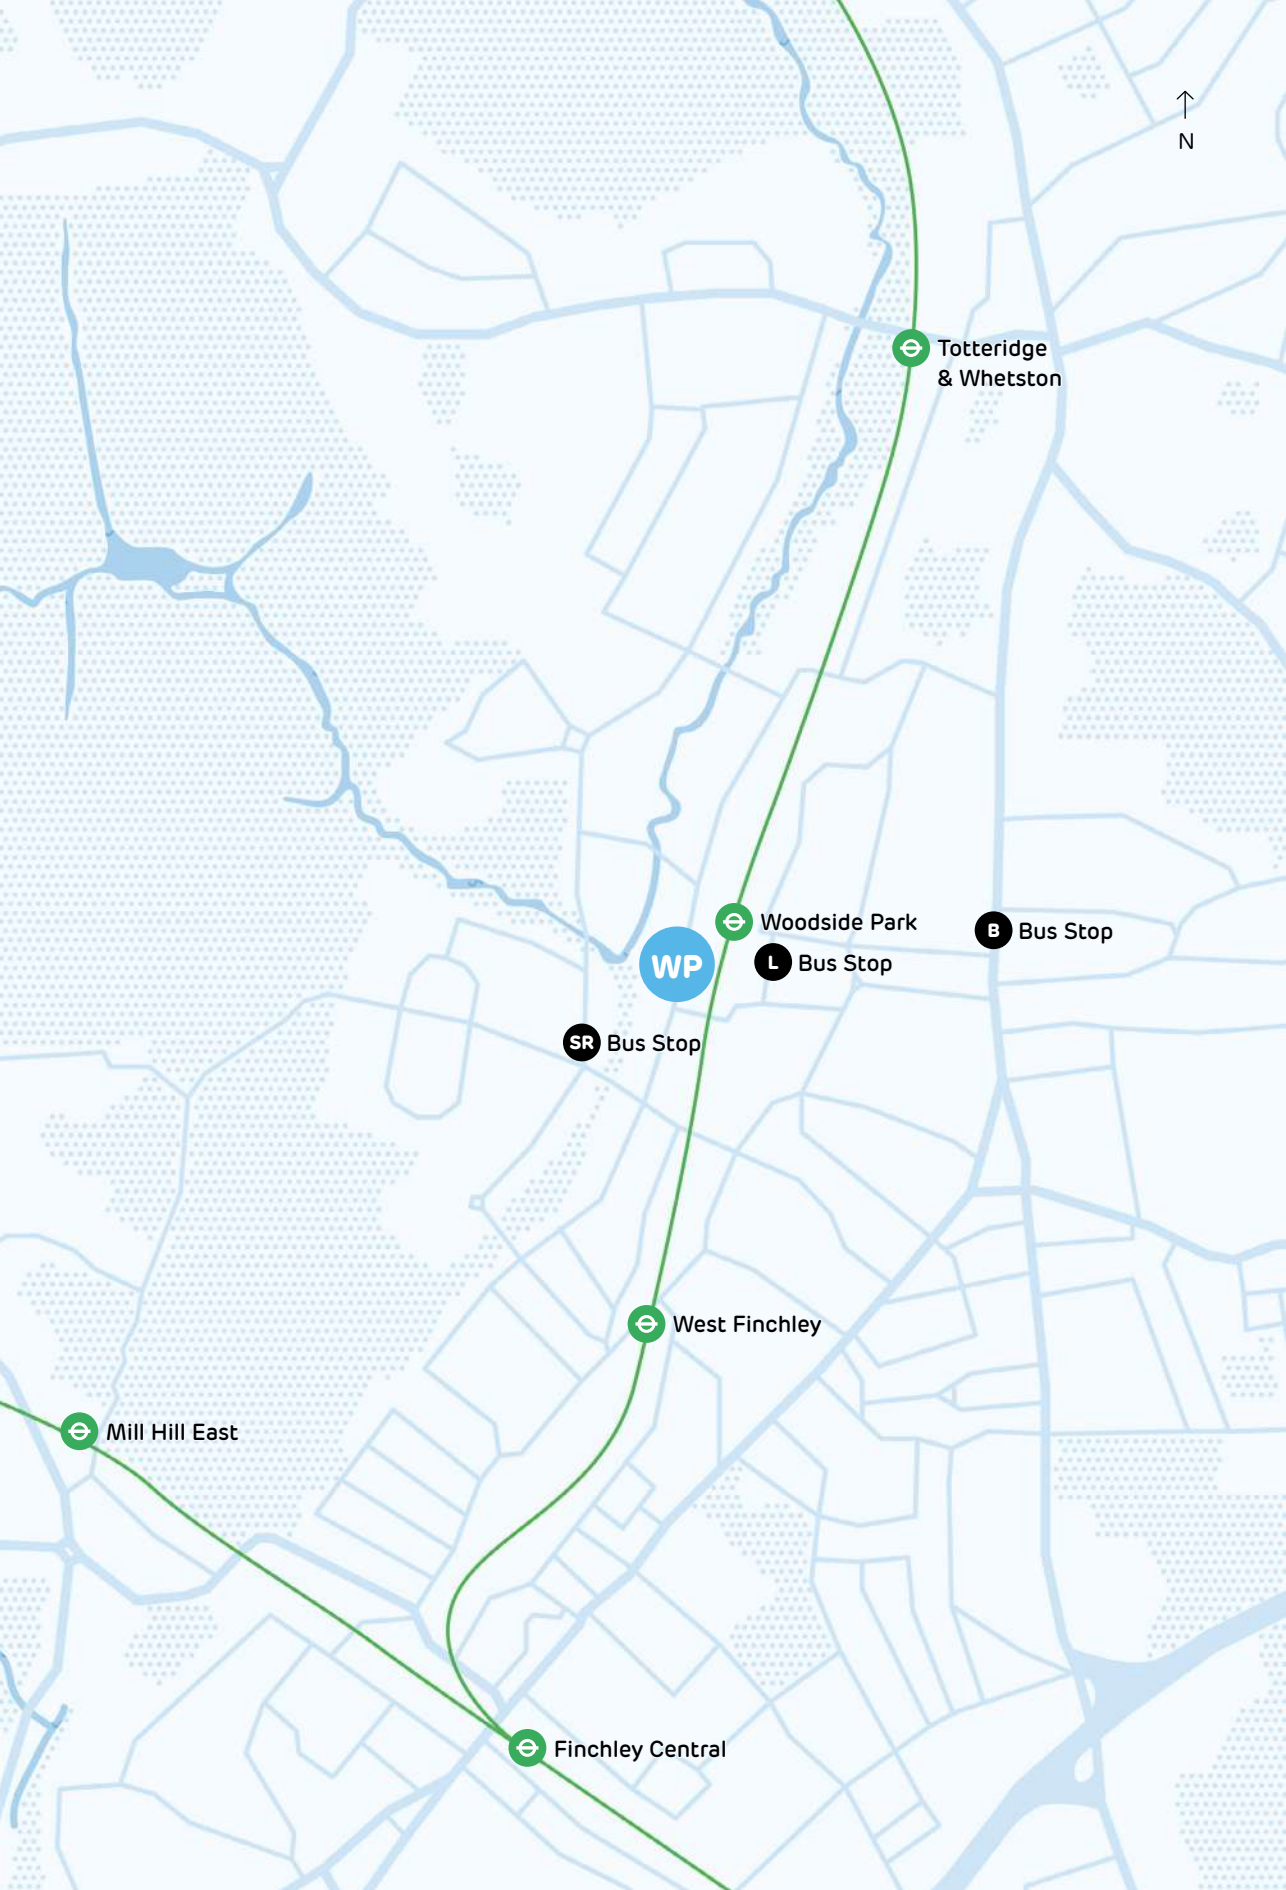 N
Totteridge
& Whetston
Woodside Park
B Bus Stop
WP
L Bus Stop
SR Bus Stop
West Finchley
Mill Hill East
Finchley Central